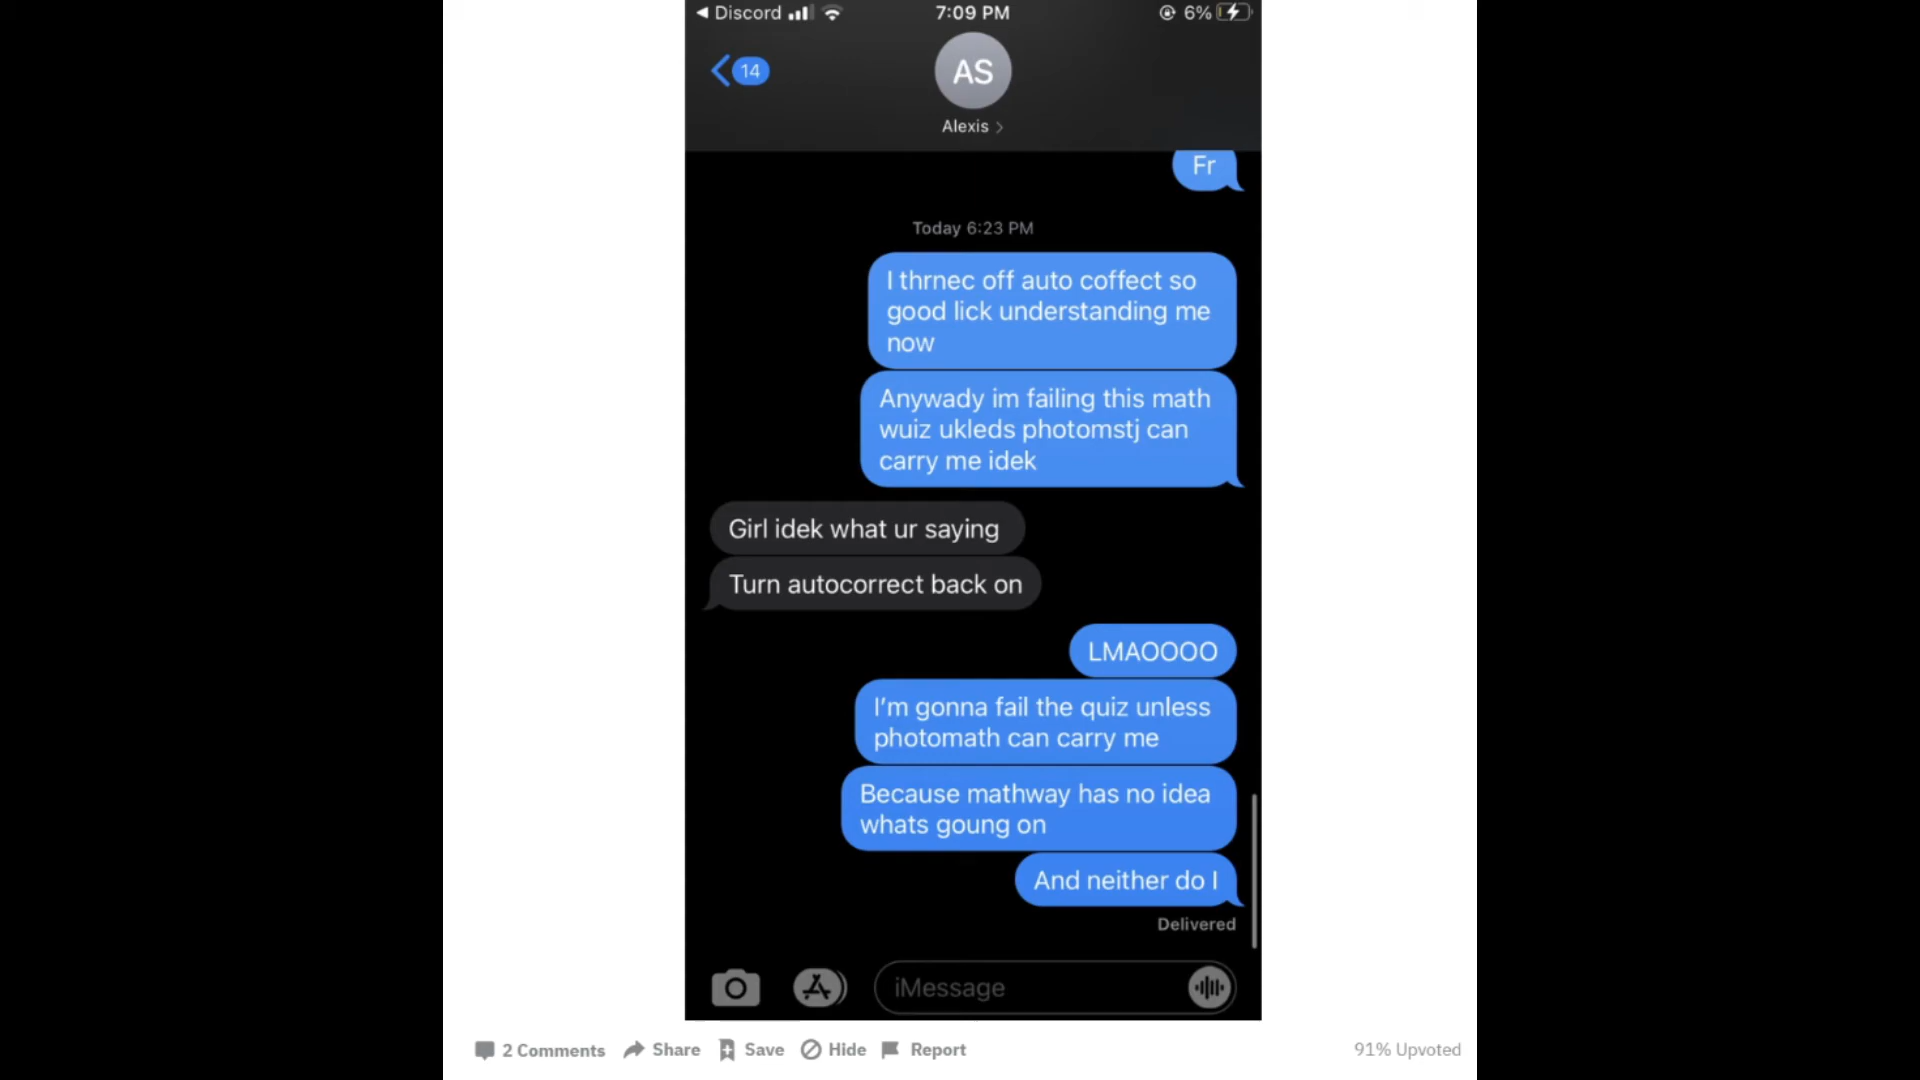 Discord
7:09 PM
6%
14
AS
Alexis
Fr
Today 6:23 PM
I thrnec off auto coffect so
good lick understanding me
now
Anywady im failing this math
wuiz ukleds photomstj can
carry me idek
Girl idek what ur saying
Turn autocorrect back on
LMAOOOO
I'm gonna fail the quiz unless
photomath can carry me
Because mathway has no idea
whats goung on
And neither do I
Delivered
iMessage
2 Comments Share Save Hide Report 91% Upvoted